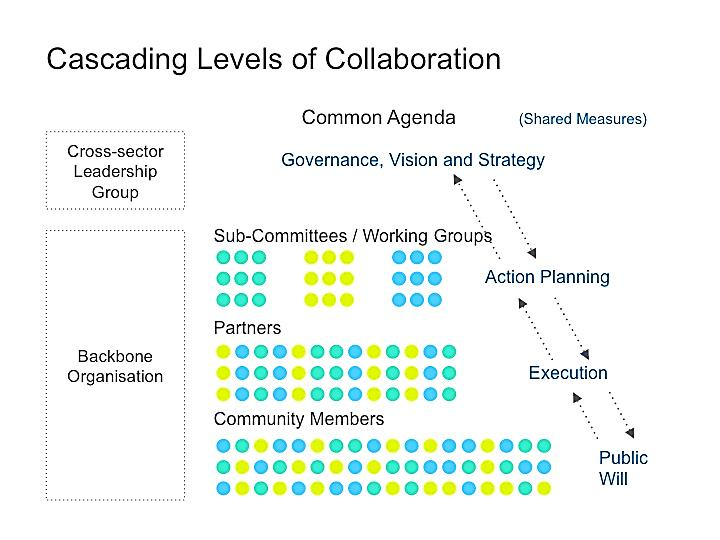 Cascading Levels of Collaboration
Common Agenda
(Shared Measures)
Cross-sector
Leadership
Group
Governance, Vision and Strategy
Sub-Committees / Working Groups
Action Planning
Partners
Backbone
Organisation
Execution
Community Members
Public
Will